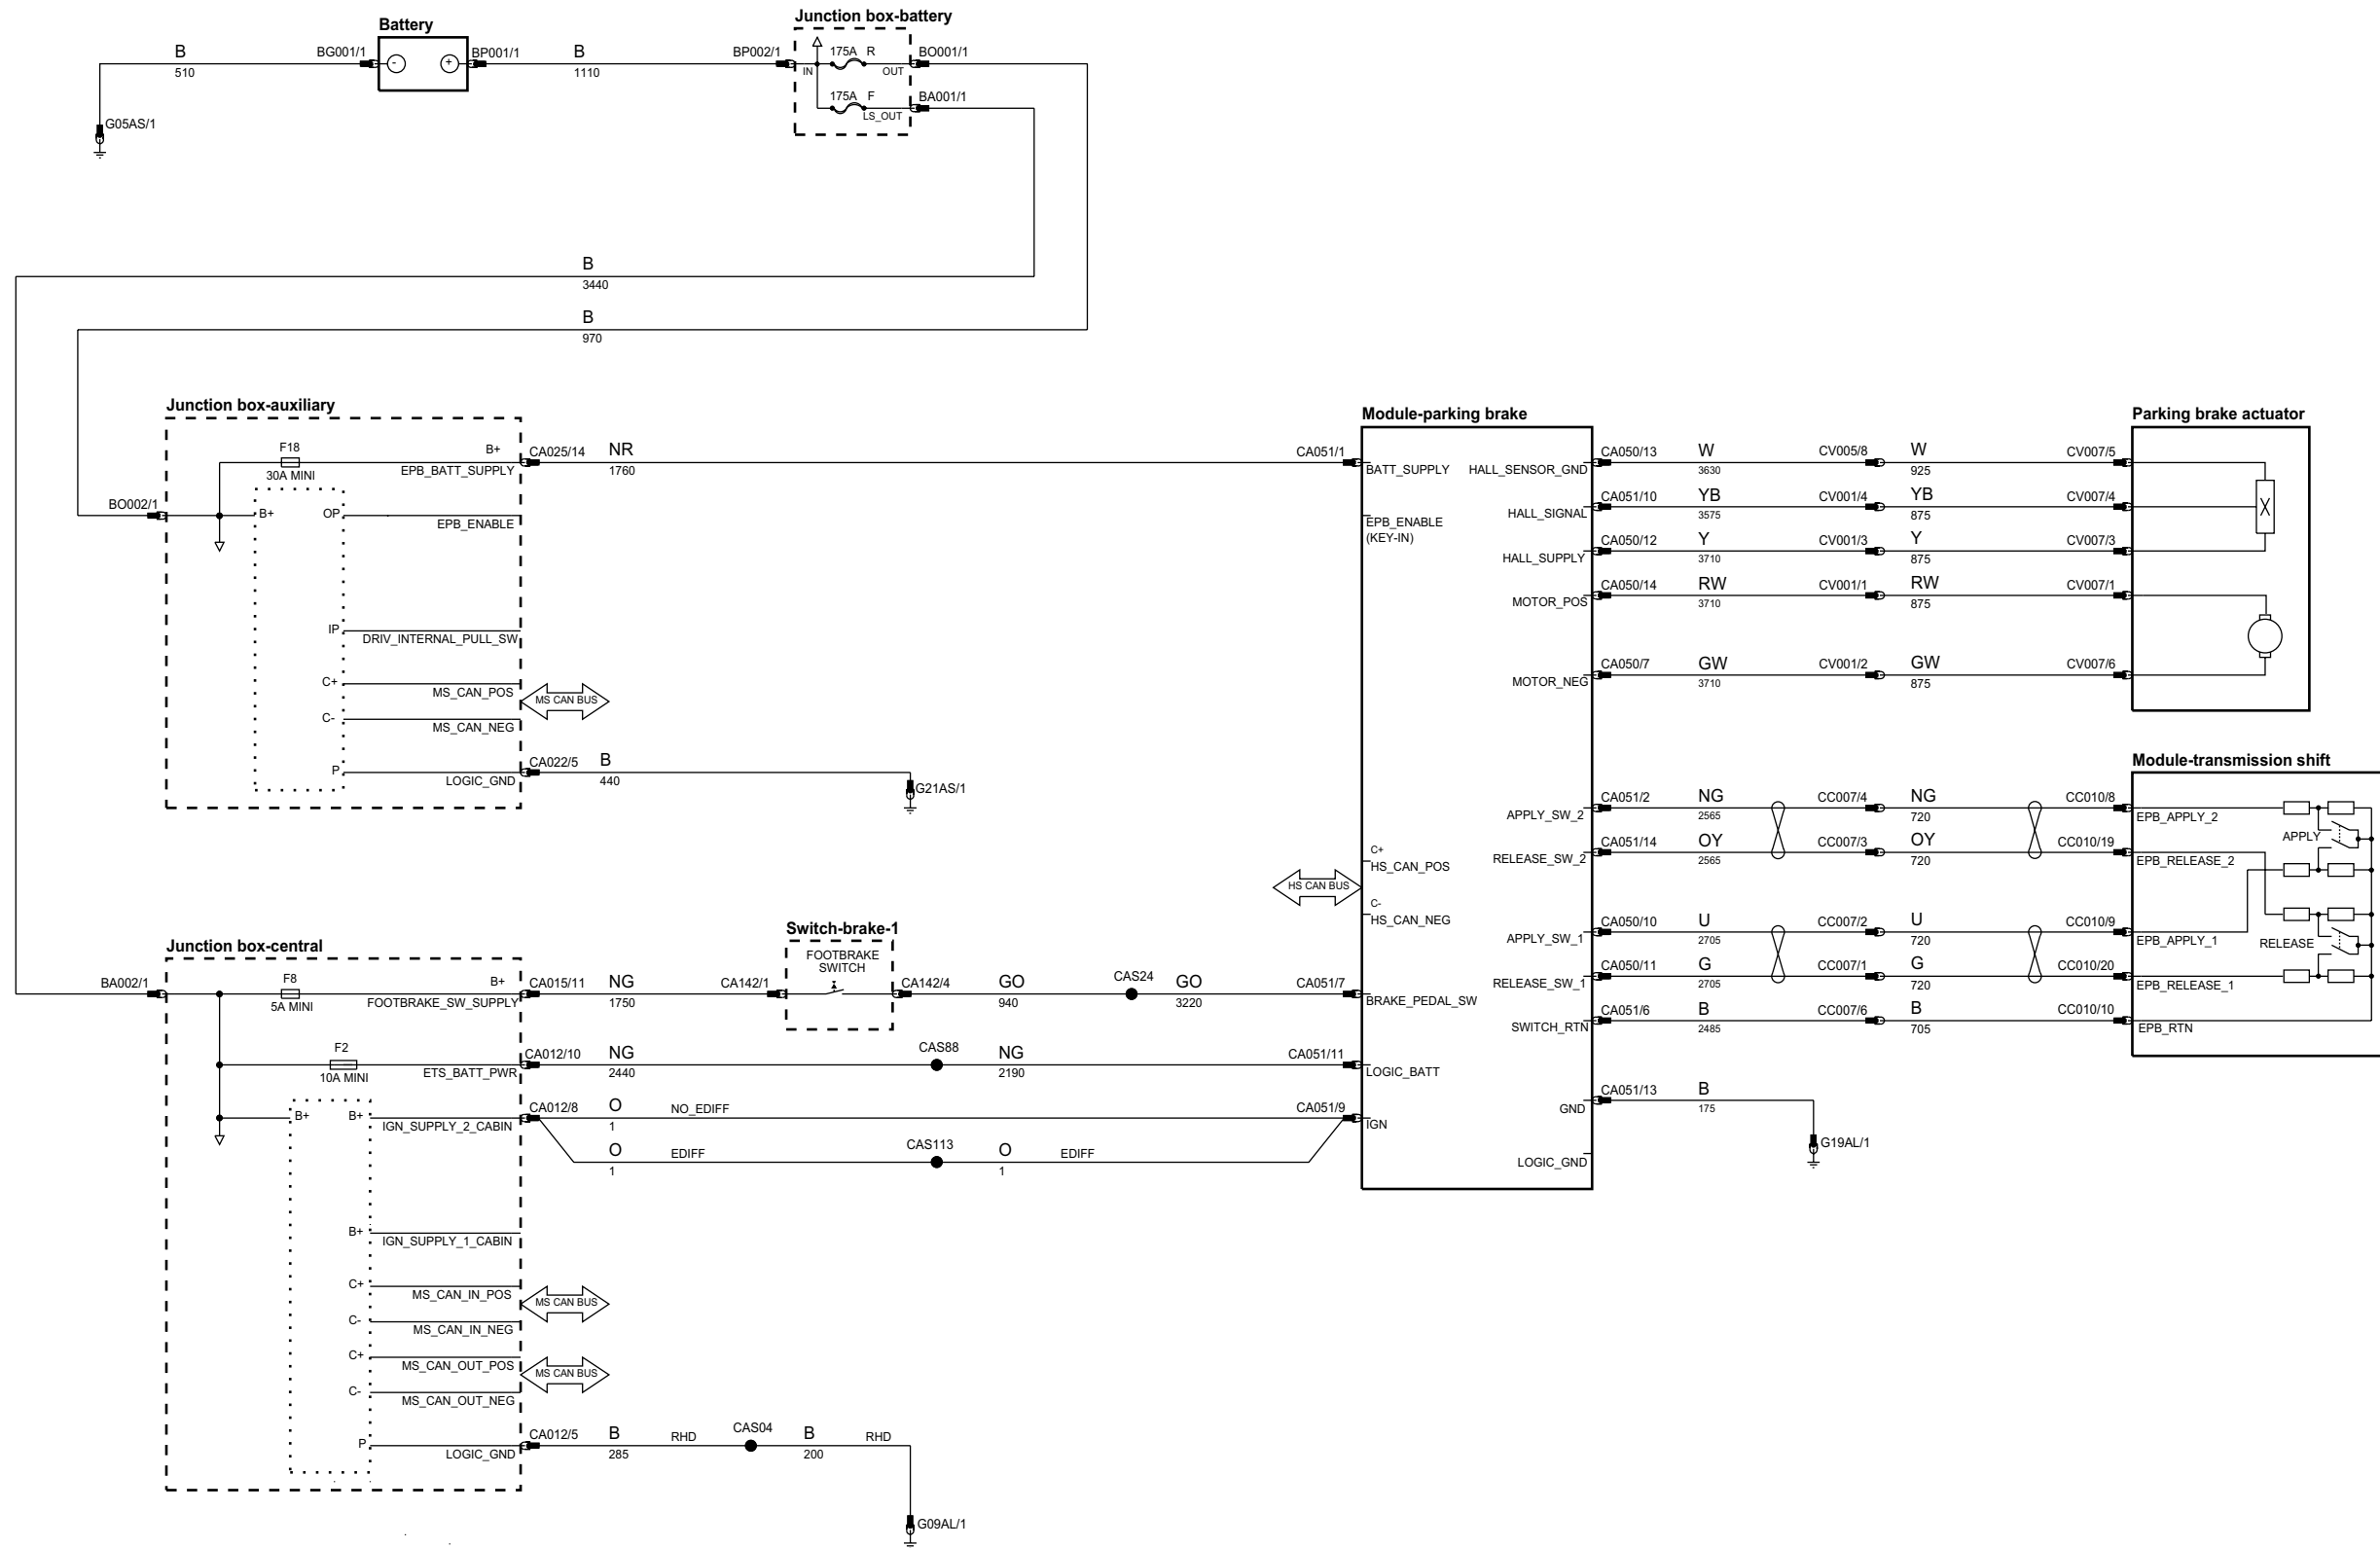 Junction box-battery
Battery
B
510
BG001/1
-
+
BP001/1
B
1110
BP002/1
IN
175A R
OUT
BO001/1
175A F
LS_OUT
BA001/1
G05AS/1
B
3440
B
970
Junction box-auxiliary
F18
30A MINI
B+
EPB_BATT_SUPPLY
CA025/14
NR
1760
CA051/1
BO002/1
B+
OP
EPB_ENABLE
IP
DRIV_INTERNAL_PULL_SW
C+
MS_CAN_POS
C-
MS_CAN_NEG
MS CAN BUS
P
LOGIC_GND
CA022/5
B
440
G21AS/1
Module-parking brake
BATT_SUPPLY
EPB_ENABLE
(KEY-IN)
C+
HS_CAN_POS
HS CAN BUS
C-
HS_CAN_NEG
BRAKE_PEDAL_SW
LOGIC_BATT
IGN
HALL_SENSOR_GND
HALL_SIGNAL
HALL_SUPPLY
MOTOR_POS
MOTOR_NEG
APPLY_SW_2
RELEASE_SW_2
APPLY_SW_1
RELEASE_SW_1
SWITCH_RTN
GND
LOGIC_GND
Parking brake actuator
CA050/13
W
3630
CV005/8
W
925
CV007/5
CA051/10
YB
3575
CV001/4
YB
875
CV007/4
CA050/12
Y
3710
CV001/3
Y
875
CV007/3
CA050/14
RW
3710
CV001/1
RW
875
CV007/1
CA050/7
GW
3710
CV001/2
GW
875
CV007/6
Module-transmission shift
CA051/2
NG
2565
CC007/4
NG
720
CC010/8
EPB_APPLY_2
APPLY
CA051/14
OY
2565
CC007/3
OY
720
CC010/19
EPB_RELEASE_2
CA050/10
U
2705
CC007/2
U
720
CC010/9
EPB_APPLY_1
RELEASE
CA050/11
G
2705
CC007/1
G
720
CC010/20
EPB_RELEASE_1
CA051/6
B
2485
CC007/6
B
705
CC010/10
EPB_RTN
CA051/13
B
175
G19AL/1
Junction box-central
BA002/1
F8
5A MINI
B+
FOOTBRAKE_SW_SUPPLY
CA015/11
NG
1750
CA142/1
Switch-brake-1
FOOTBRAKE
SWITCH
CA142/4
GO
940
CAS24
GO
3220
CA051/7
F2
10A MINI
ETS_BATT_PWR
CA012/10
NG
2440
CAS88
NG
2190
CA051/11
B+
B+
IGN_SUPPLY_2_CABIN
CA012/8
O
1
NO_EDIFF
CA051/9
O
1
EDIFF
CAS113
O
1
EDIFF
B+
IGN_SUPPLY_1_CABIN
C+
MS_CAN_IN_POS
C-
MS_CAN_IN_NEG
MS CAN BUS
C+
MS_CAN_OUT_POS
C-
MS_CAN_OUT_NEG
MS CAN BUS
P
LOGIC_GND
CA012/5
B
285
RHD
CAS04
B
200
RHD
G09AL/1